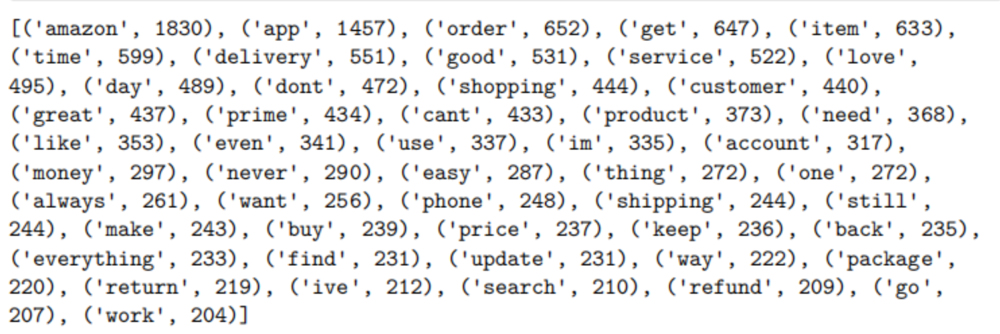 [('amazon', 1830), ('app', 1457), ('order', 652), ('get', 647), ('item', 633),
('time', 599), ('delivery', 551), ('good', 531), ('service', 522), ('love',
495), ('day', 489), ('dont', 472), ('shopping', 444), ('customer', 440),
('great', 437), ('prime', 434), ('cant', 433), ('product', 373), ('need', 368),
('like', 353), ('even', 341), ('use', 337), ('im', 335), ('account', 317),
('money', 297), ('never', 290), ('easy', 287), ('thing', 272), ('one', 272),
('always', 261), ('want', 256), ('phone', 248), ('shipping', 244), ('still',
244), ('make', 243), ('buy', 239), ('price', 237), ('keep', 236), ('back', 235),
('everything', 233), ('find', 231), ('update', 231), ('way', 222), ('package',
220), ('return', 219), ('ive', 212), ('search', 210), ('refund', 209), ('go',
207), ('work', 204)]